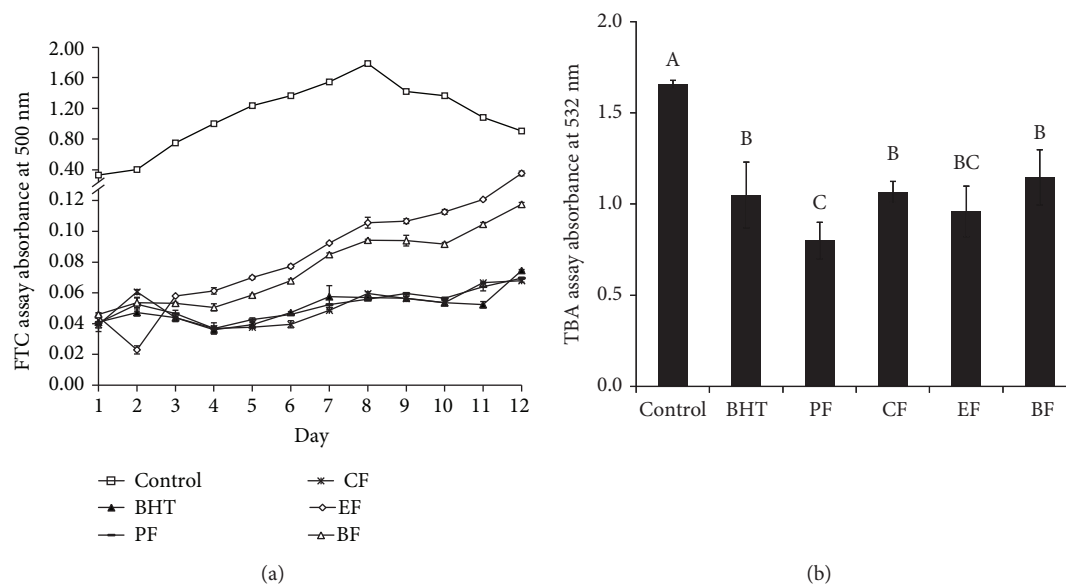 FTC assay absorbance at 500 nm
2.00
1.60
1.20
0.80
0.40
0.12
0.10
0.08
0.06
0.04
0.02
0.00
1 2 3 4 5 6 7 8 9 10 11 12
Day
Control
BHT
PF
CF
EF
BF
(a)
TBA assay absorbance at 532 nm
2.0
1.5
1.0
0.5
0.0
A
B
C
B
BC
B
Control BHT PF CF EF BF
(b)